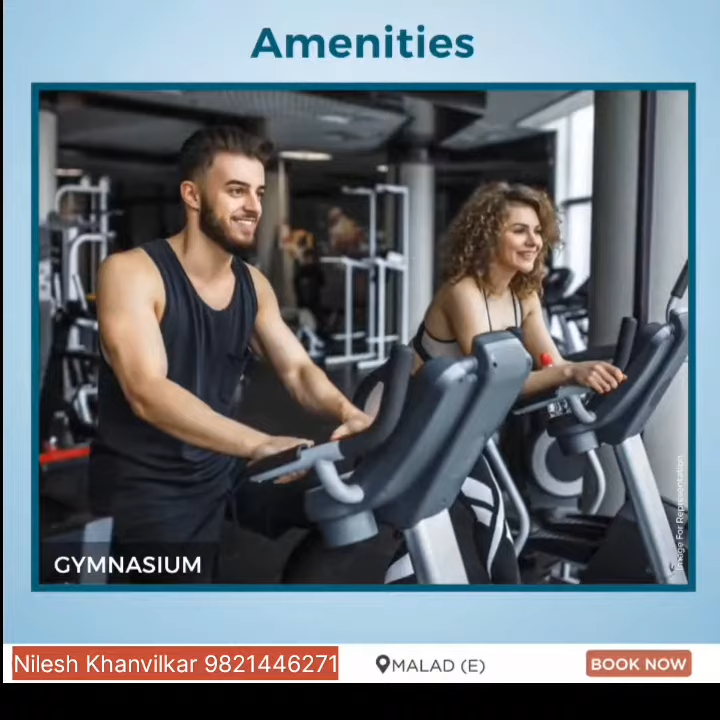 Amenities
GYMNASIUM
Image For Representation
Nilesh Khanvilkar 9821446271
MALAD (E)
BOOK NOW